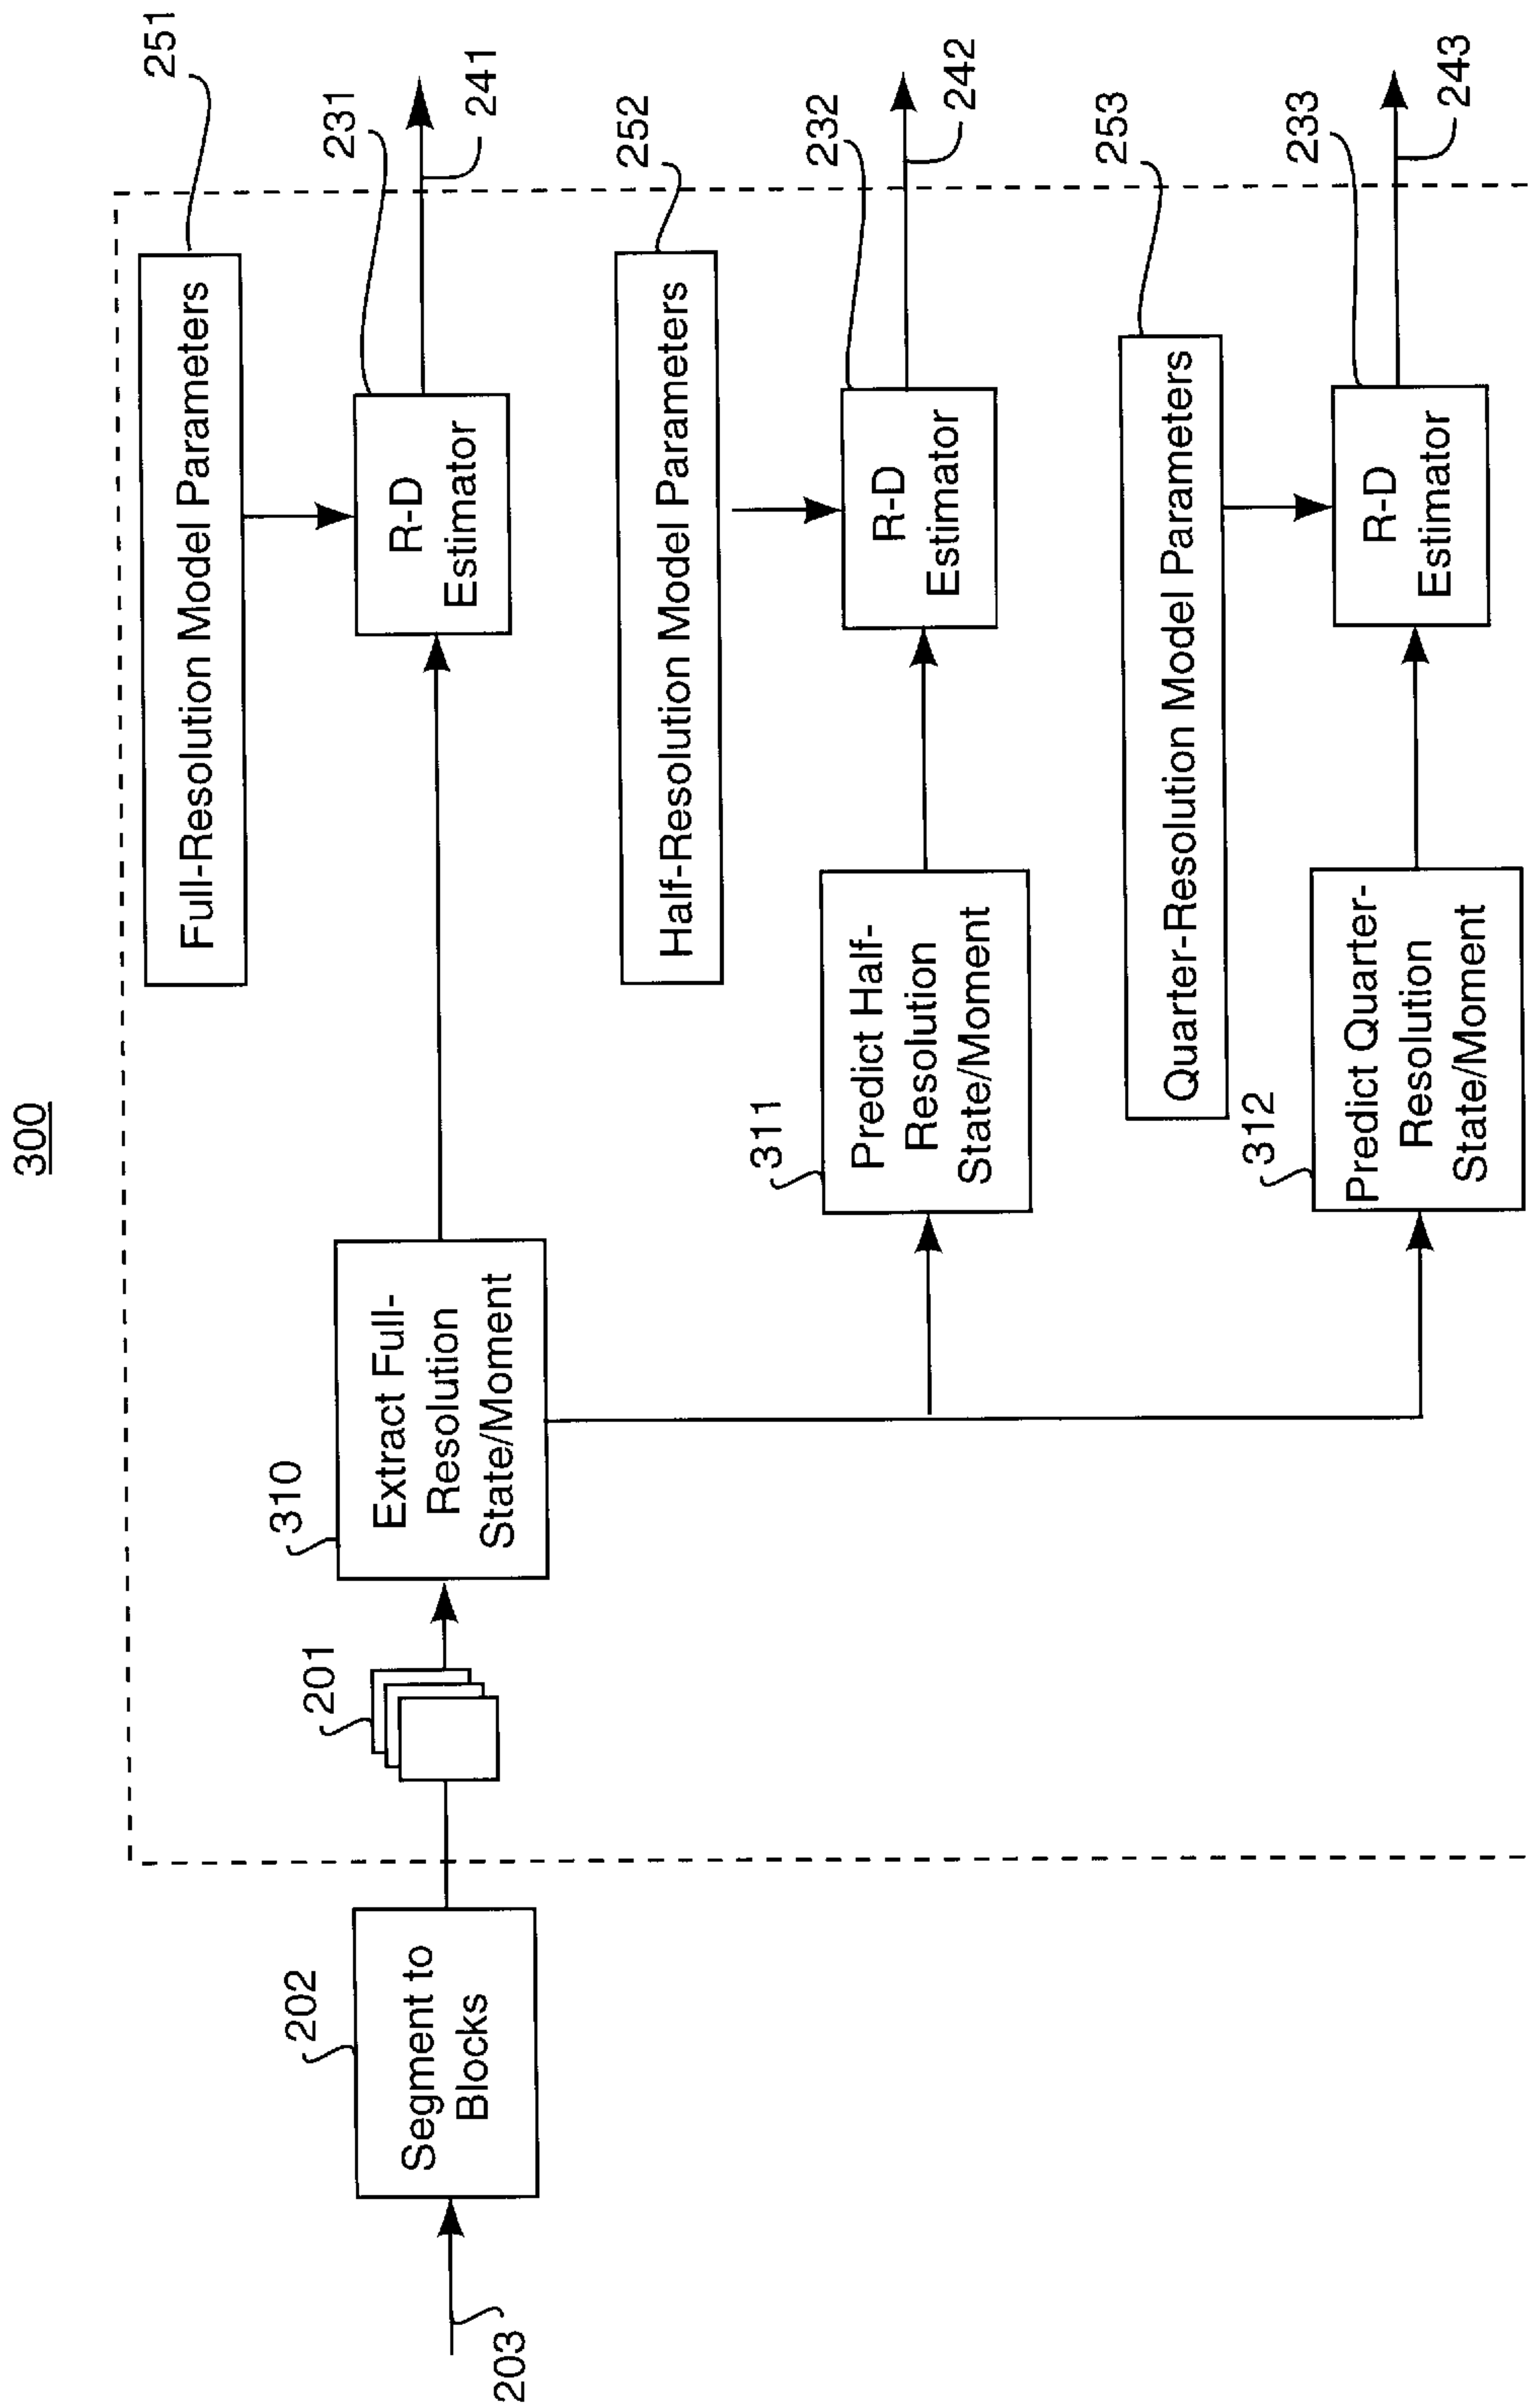 300
251
Full-Resolution Model Parameters
231
241
310
Extract Full-
Resolution
State/Moment
R-D
Estimator
201
202
Segment to
Blocks
203
252
Half-Resolution Model Parameters
232
242
311
Predict Half-
Resolution
State/Moment
R-D
Estimator
253
Quarter-Resolution Model Parameters
233
243
312
Predict Quarter-
Resolution
State/Moment
R-D
Estimator